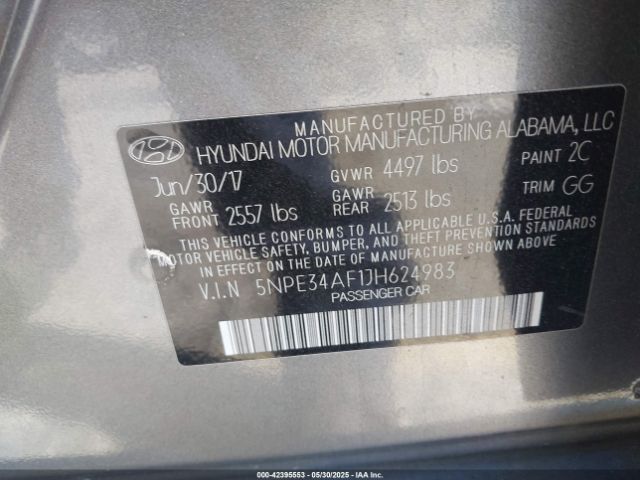 MANUFACTURED BY
HYUNDAI MOTOR MANUFACTURING ALABAMA, LLC
Jun/30/17 GVWR 4497 lbs PAINT 2C
GAWR FRONT 2557 lbs GAWR REAR 2513 lbs TRIM GG
THIS VEHICLE CONFORMS TO ALL APPLICABLE U.S.A. FEDERAL
MOTOR VEHICLE SAFETY, BUMPER, AND THEFT PREVENTION STANDARDS
IN EFFECT ON THE DATE OF MANUFACTURE SHOWN ABOVE.
V.I.N 5NPE34AF1JH624983
PASSENGER CAR
© 42395553 - 05/30/2025 - IAA, Inc.